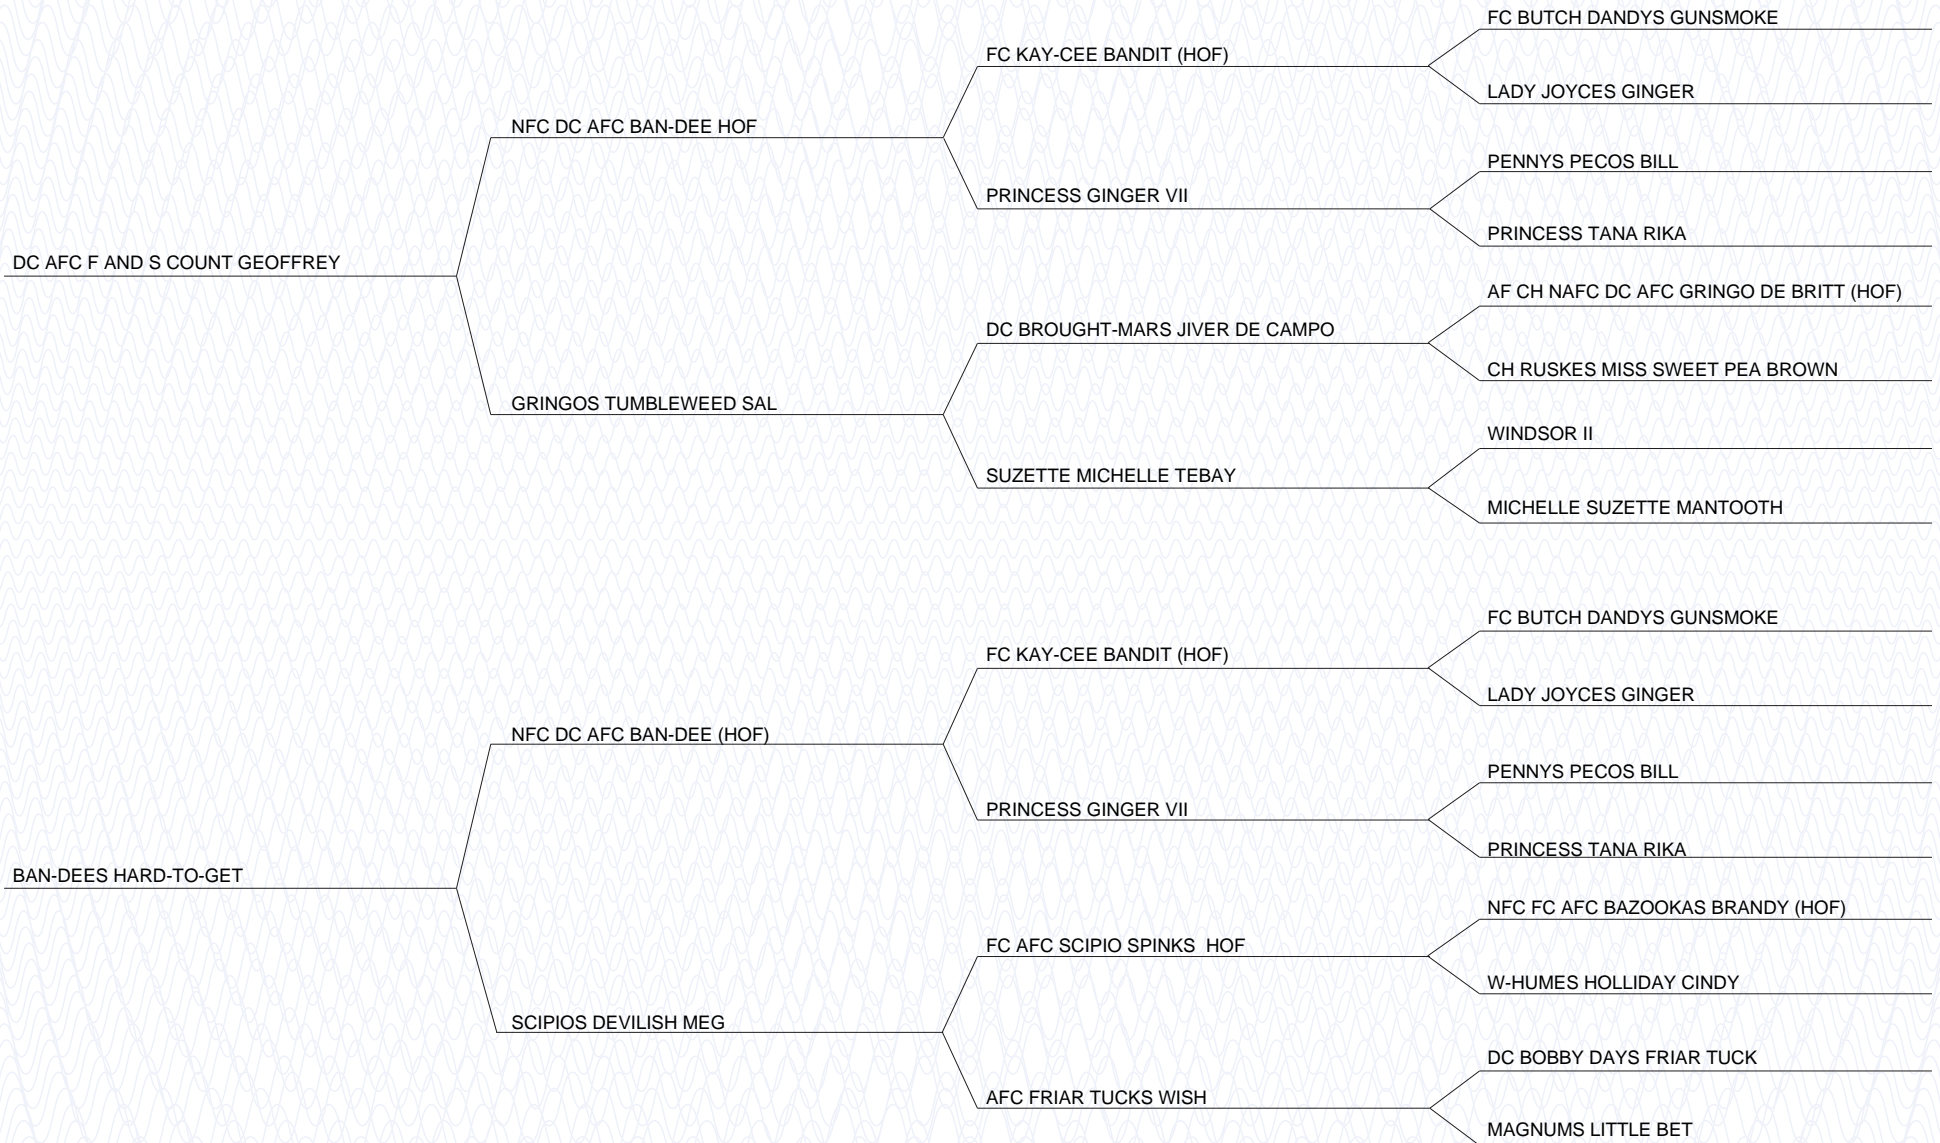 FC BUTCH DANDYS GUNSMOKE
FC KAY-CEE BANDIT (HOF)
LADY JOYCES GINGER
NFC DC AFC BAN-DEE HOF
PENNYS PECOS BILL
PRINCESS GINGER VII
PRINCESS TANA RIKA
DC AFC F AND S COUNT GEOFFREY
AF CH NAFC DC AFC GRINGO DE BRITT (HOF)
DC BROUGHT-MARS JIVER DE CAMPO
CH RUSKES MISS SWEET PEA BROWN
GRINGOS TUMBLEWEED SAL
WINDSOR II
SUZETTE MICHELLE TEBAY
MICHELLE SUZETTE MANTOOTH
FC BUTCH DANDYS GUNSMOKE
FC KAY-CEE BANDIT (HOF)
LADY JOYCES GINGER
NFC DC AFC BAN-DEE (HOF)
PENNYS PECOS BILL
PRINCESS GINGER VII
PRINCESS TANA RIKA
BAN-DEES HARD-TO-GET
NFC FC AFC BAZOOKAS BRANDY (HOF)
FC AFC SCIPIO SPINKS  HOF
W-HUMES HOLLIDAY CINDY
SCIPIOS DEVILISH MEG
DC BOBBY DAYS FRIAR TUCK
AFC FRIAR TUCKS WISH
MAGNUMS LITTLE BET